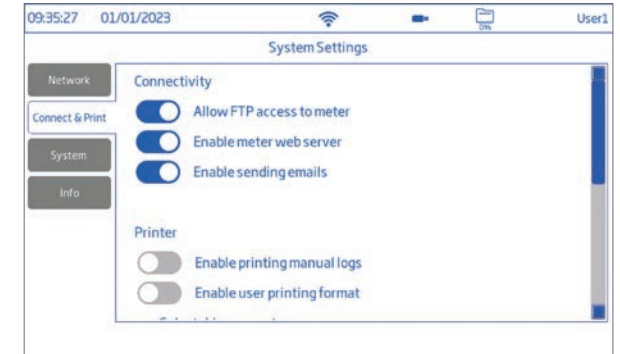 09:35:27 01/01/2023 0% User1
System Settings
Network
Connect & Print
System
Info
Connectivity
Allow FTP access to meter
Enable meter web server
Enable sending emails
Printer
Enable printing manual logs
Enable user printing format